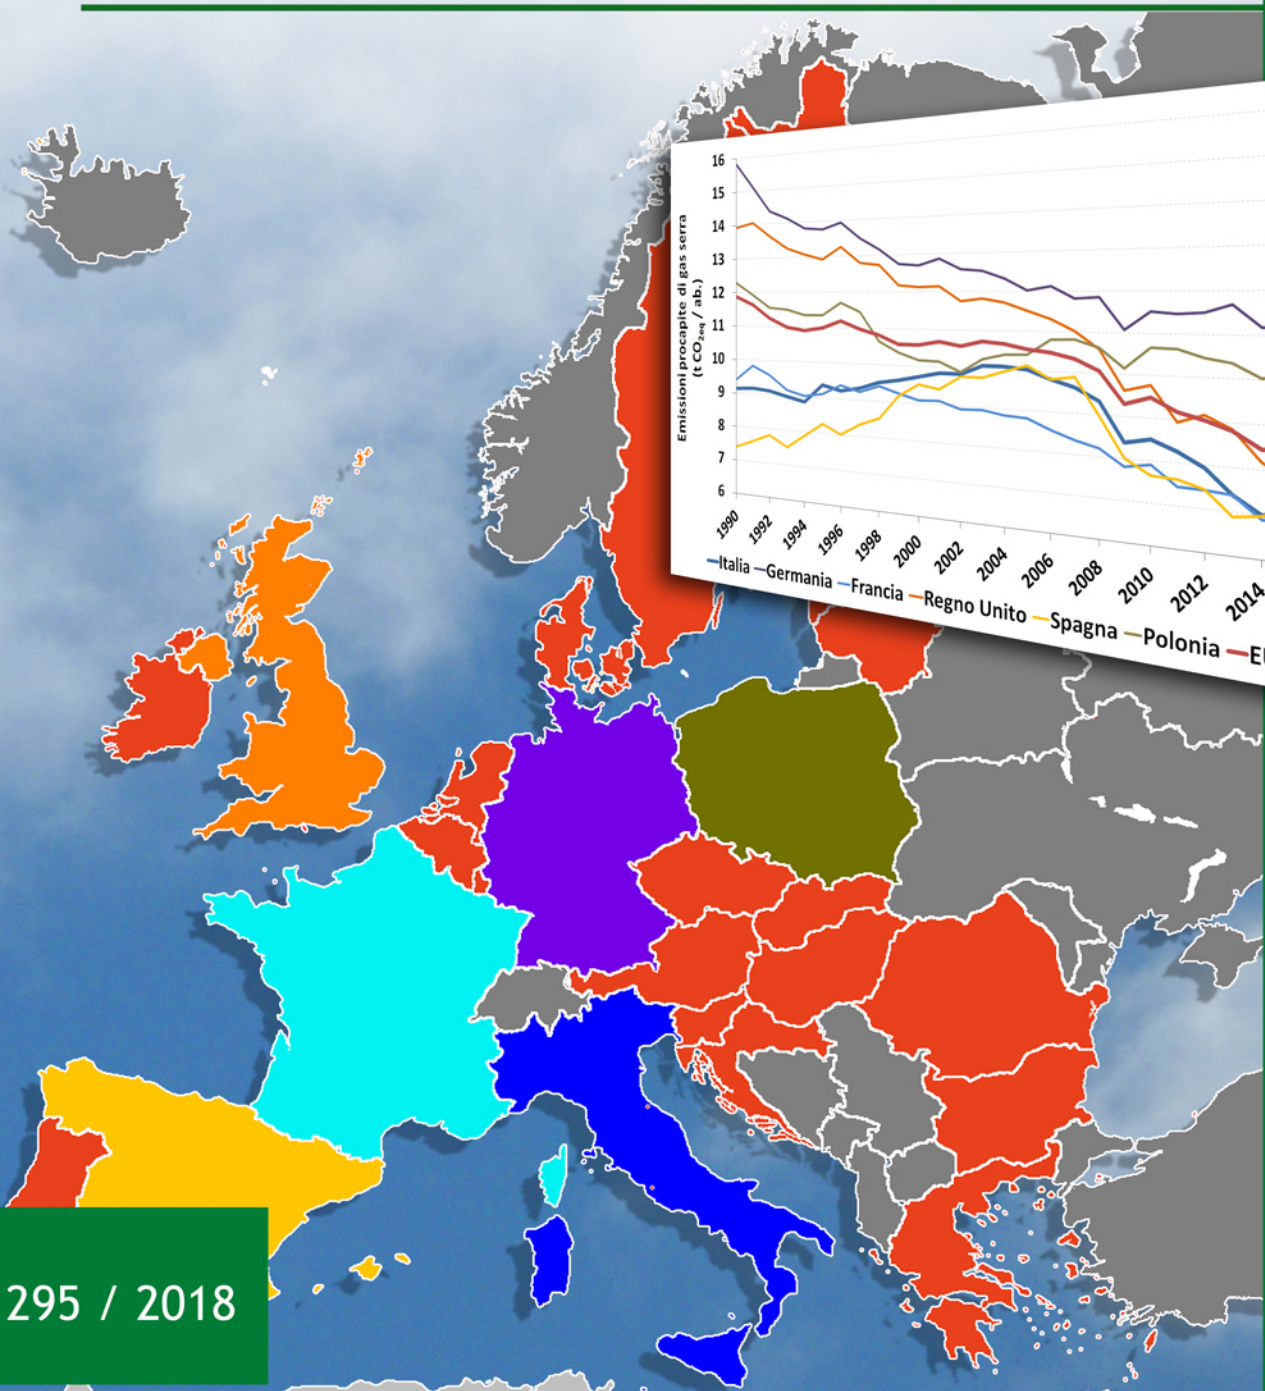 16
15
14
13
12
11
10
9
8
7
6
Emissioni procapite di gas serra
(t CO₂eq / ab.)
1990 1992 1994 1996 1998 2000 2002 2004 2006 2008 2010 2012 2014
Italia Germania Francia Regno Unito Spagna Polonia
295 / 2018